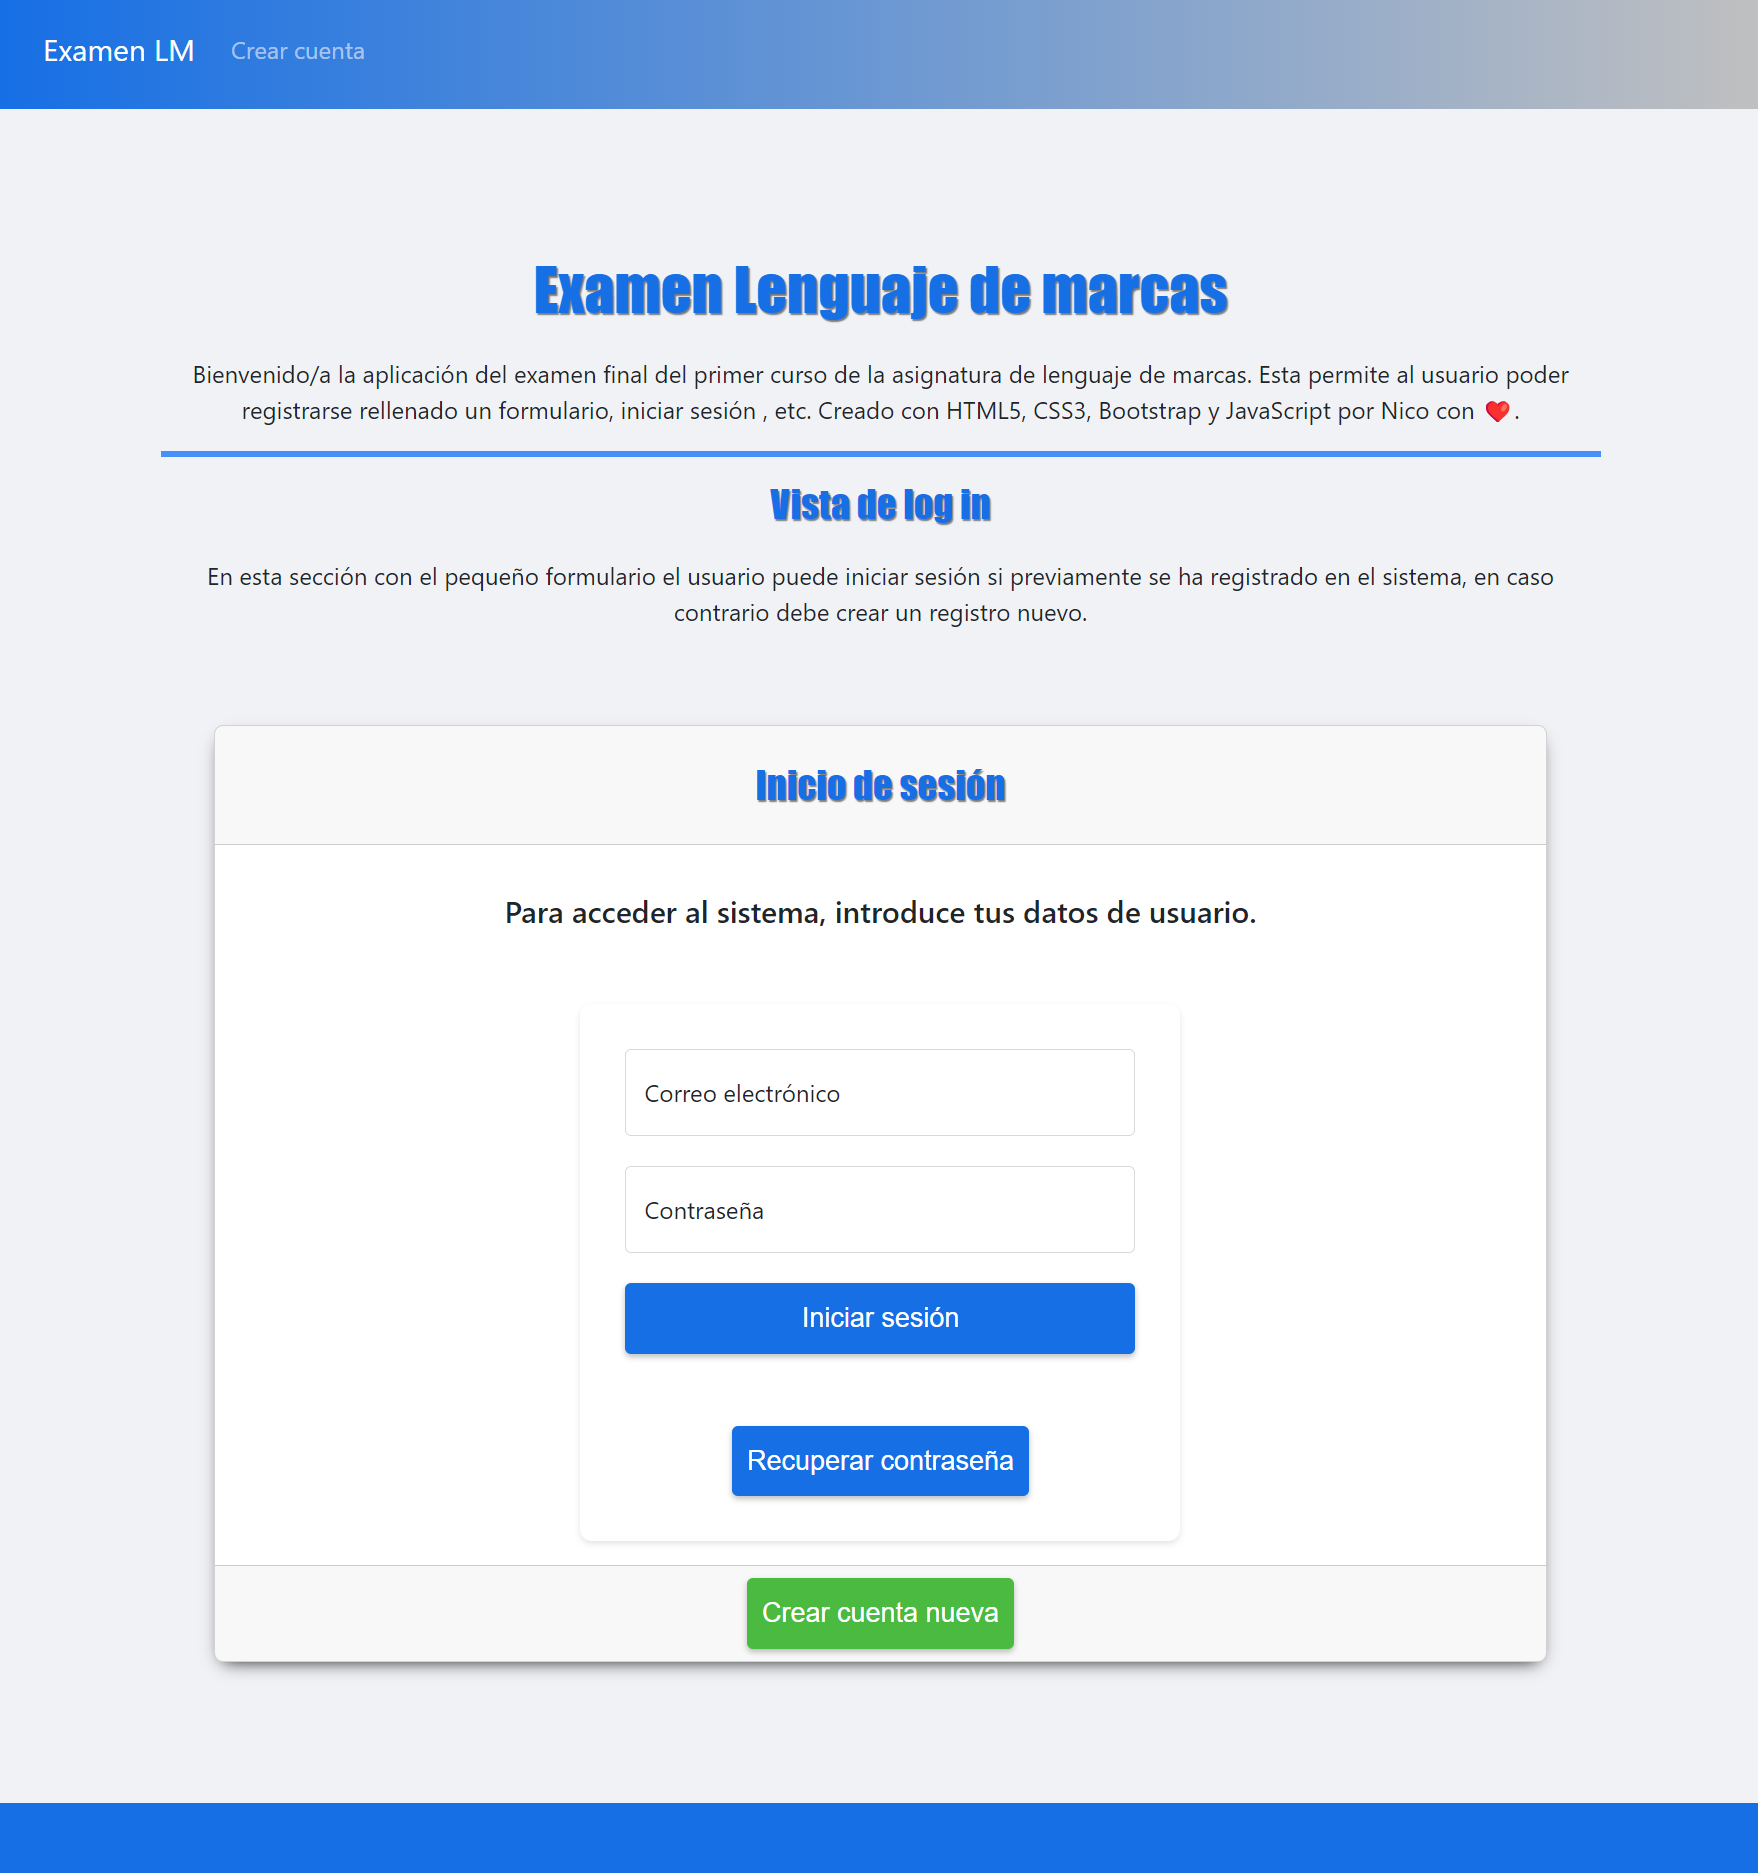 Examen LM Crear cuenta
Examen Lenguaje de marcas
Bienvenido/a la aplicación del examen final del primer curso de la asignatura de lenguaje de marcas. Esta permite al usuario poder
registrarse rellenado un formulario, iniciar sesión , etc. Creado con HTML5, CSS3, Bootstrap y JavaScript por Nico con ❤️.
Vista de log in
En esta sección con el pequeño formulario el usuario puede iniciar sesión si previamente se ha registrado en el sistema, en caso
contrario debe crear un registro nuevo.
Inicio de sesión
Para acceder al sistema, introduce tus datos de usuario.
Correo electrónico
Contraseña
Iniciar sesión
Recuperar contraseña
Crear cuenta nueva